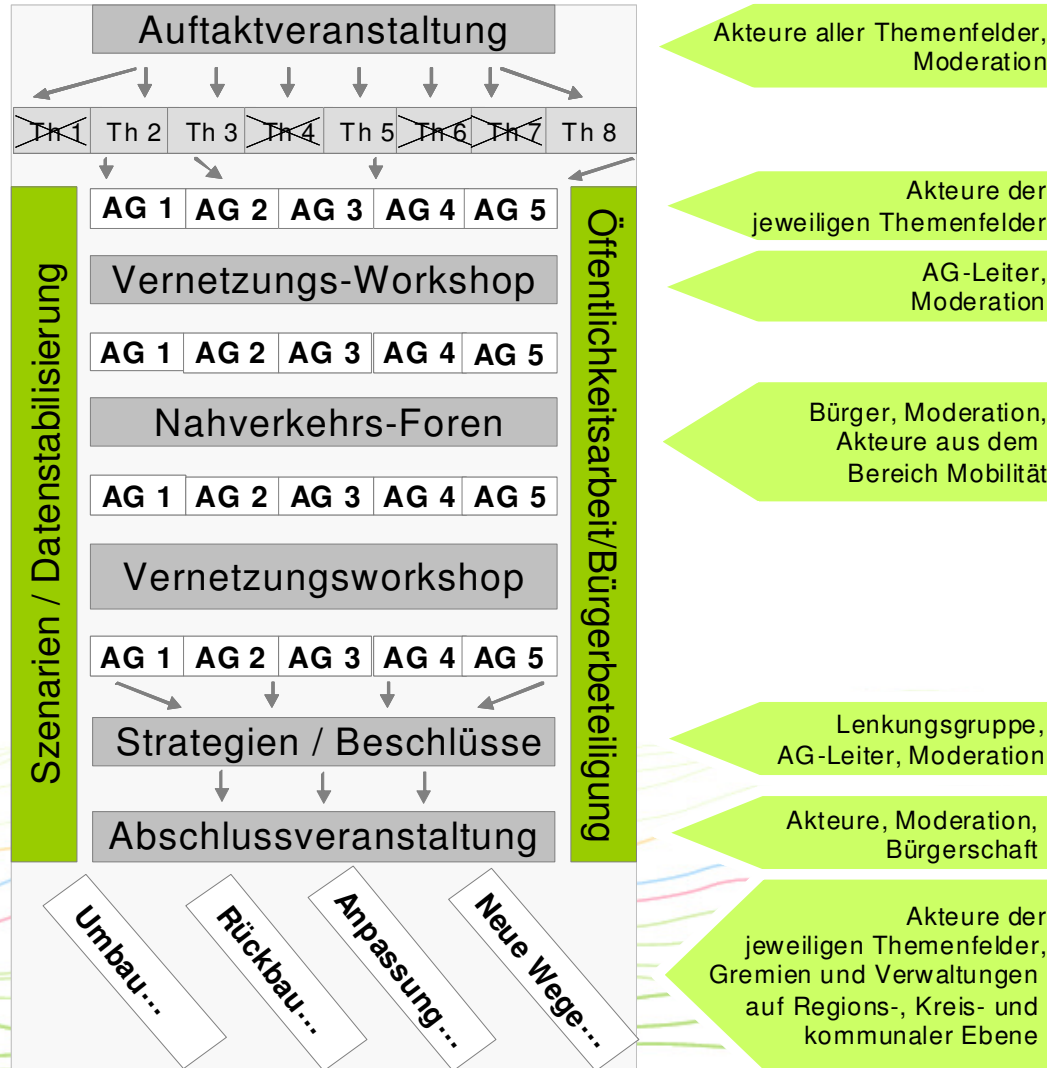 Auftaktveranstaltung
Akteure aller Themenfelder,
Moderation
Th 1 Th 2 Th 3 Th 4 Th 5 Th 6 Th 7 Th 8
Szenarien / Datenstabilisierung
Öffentlichkeitsarbeit/Bürgerbeteiligung
AG 1 AG 2 AG 3 AG 4 AG 5
Akteure der
jeweiligen Themenfelder
Vernetzungs-Workshop
AG-Leiter,
Moderation
AG 1 AG 2 AG 3 AG 4 AG 5
Nahverkehrs-Foren
Bürger, Moderation,
Akteure aus dem
Bereich Mobilität
AG 1 AG 2 AG 3 AG 4 AG 5
Vernetzungsworkshop
AG 1 AG 2 AG 3 AG 4 AG 5
Strategien / Beschlüsse
Lenkungsgruppe,
AG-Leiter, Moderation
Abschlussveranstaltung
Akteure, Moderation,
Bürgerschaft
Umbau...
Rückbau...
Anpassung...
Neue Wege...
Akteure der
jeweiligen Themenfelder,
Gremien und Verwaltungen
auf Regions-, Kreis- und
kommunaler Ebene